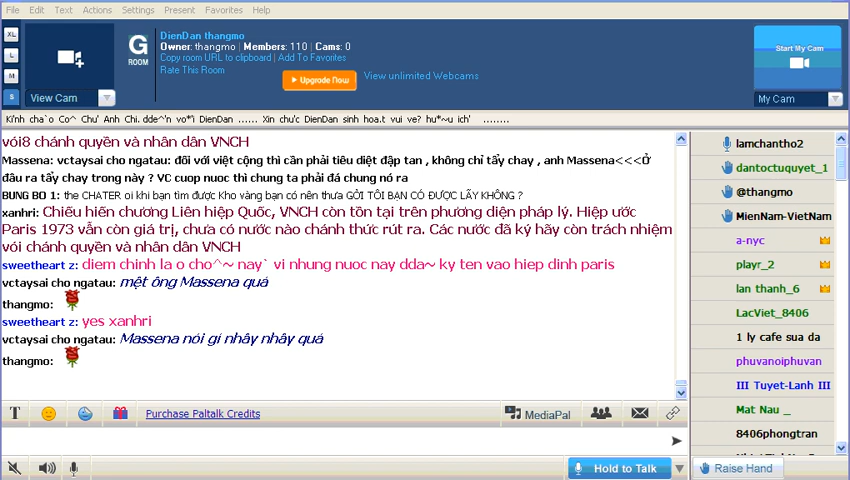 File Edit Text Actions Settings Present Favorites Help
XL
L
M
S
View Cam
G
ROOM
DienDan thangmo
Owner: thangmo | Members: 110 | Cams: 0
Copy room URL to clipboard | Add To Favorites
Rate This Room
Upgrade Now
View unlimited Webcams
Start My Cam
My Cam
Ki'nh cha`o Co^ Chu' Anh Chi. dde^'n vo*'i DienDan ...... Xin chu'c DienDan sinh hoa.t vui ve? hu*~u ich' ........
vói8 chánh quyền và nhân dân VNCH
Massena: vctaysai cho ngatau: đối với việt cộng thì cần phải tiêu diệt đập tan , không chỉ tẩy chay , anh Massena<<<Ở
đâu ra tẩy chay trong này ? VC cuop nuoc thì chung ta phải đá chung nó ra
BUNG BO 1: the CHATER oi khi bạn tìm được Kho vàng bạn có nên thưa GỞI TÔI BẠN CÓ ĐƯỢC LẤY KHÔNG ?
xanhri: Chiếu hiến chương Liên hiệp Quốc, VNCH còn tồn tại trên phương diện pháp lý. Hiệp ước
Paris 1973 vẫn còn giá trị, chưa có nước nào chánh thức rút ra. Các nước đã ký hãy còn trách nhiệm
vói chánh quyền và nhân dân VNCH
sweetheart z: diem chinh la o cho^~ nay` vi nhung nuoc nay dda~ ky ten vao hiep dinh paris
vctaysai cho ngatau: mệt ông Massena quá
thangmo:
sweetheart z: yes xanhri
vctaysai cho ngatau: Massena nói gí nhây nhây quá
thangmo:
T
Purchase Paltalk Credits
MediaPal
Hold to Talk
lamchantho2
dantoctuquyet_1
@thangmo
MienNam-VietNam
a-nyc
playr_2
lan thanh_6
LacViet_8406
1 ly cafe sua da
phuvanoiphuvan
III Tuyet-Lanh III
Mat Nau _
8406phongtran
Raise Hand